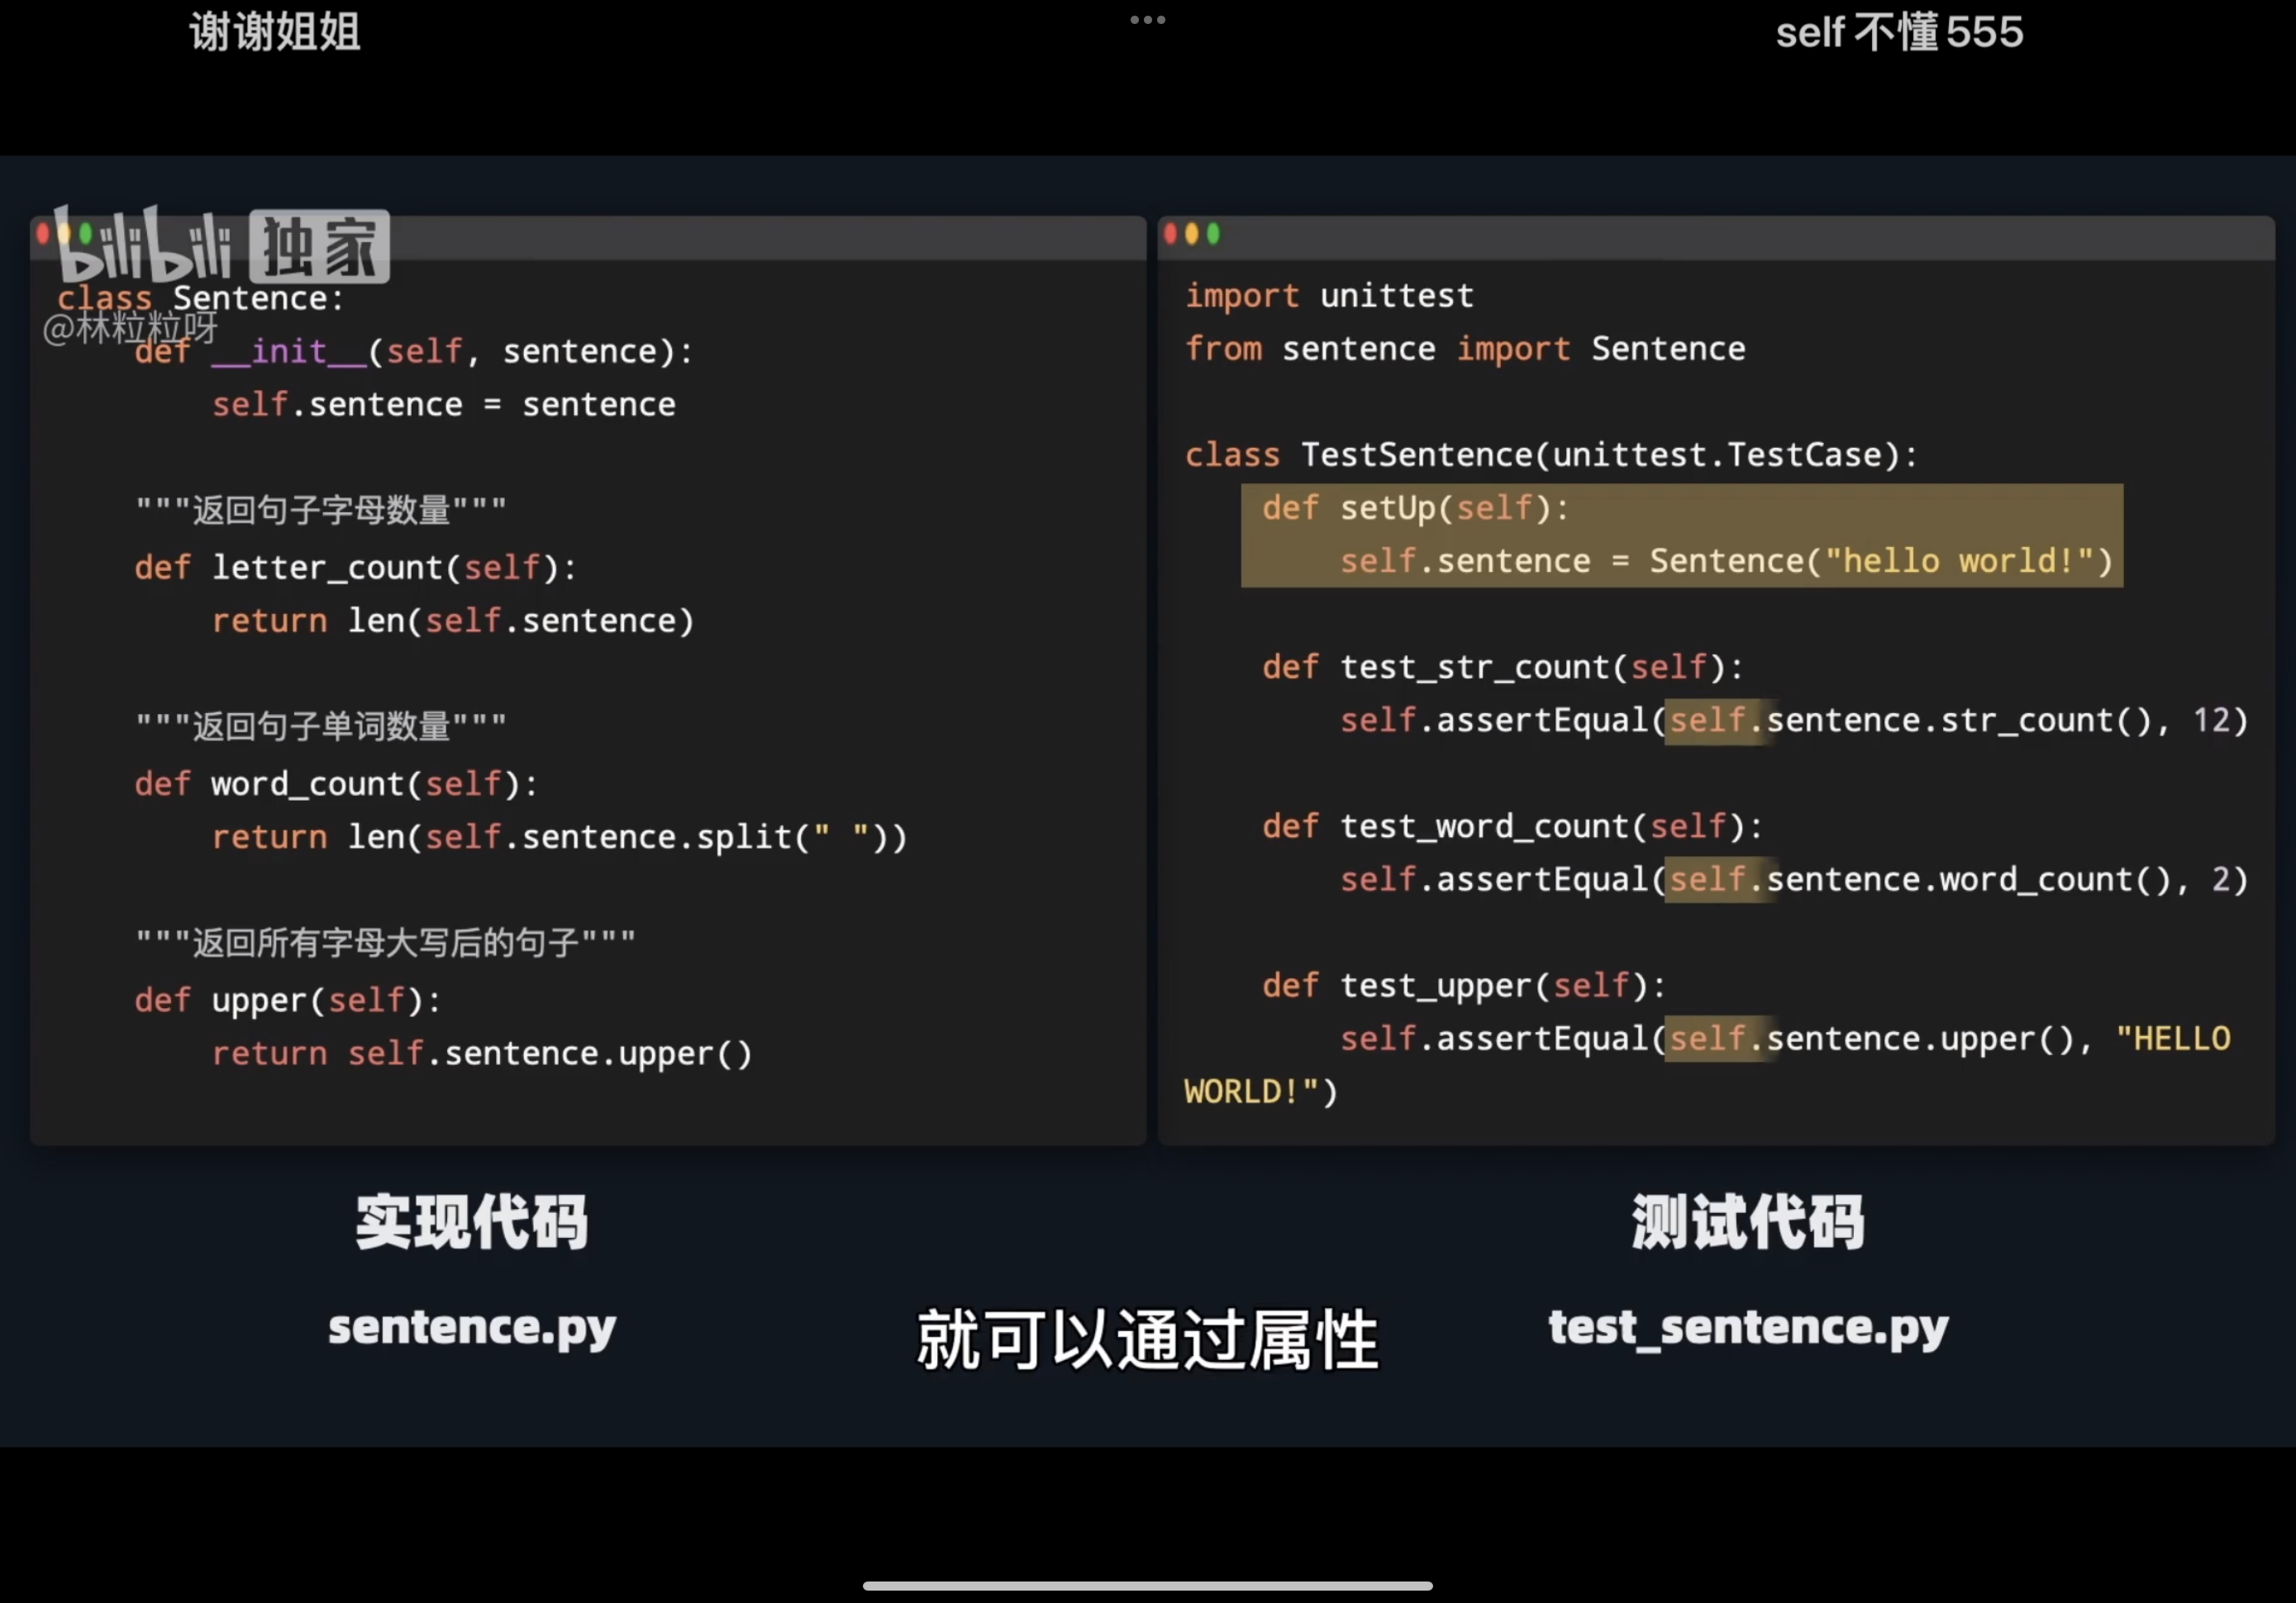 谢谢姐姐
self 不懂555
bilibili 独家
@林粒粒呀
class Sentence:
    def __init__(self, sentence):
        self.sentence = sentence

    """返回句子字母数量"""
    def letter_count(self):
        return len(self.sentence)

    """返回句子单词数量"""
    def word_count(self):
        return len(self.sentence.split(" "))

    """返回所有字母大写后的句子"""
    def upper(self):
        return self.sentence.upper()
import unittest
from sentence import Sentence

class TestSentence(unittest.TestCase):
    def setUp(self):
        self.sentence = Sentence("hello world!")

    def test_str_count(self):
        self.assertEqual(self.sentence.str_count(), 12)

    def test_word_count(self):
        self.assertEqual(self.sentence.word_count(), 2)

    def test_upper(self):
        self.assertEqual(self.sentence.upper(), "HELLO
WORLD!")
实现代码
sentence.py
测试代码
test_sentence.py
就可以通过属性